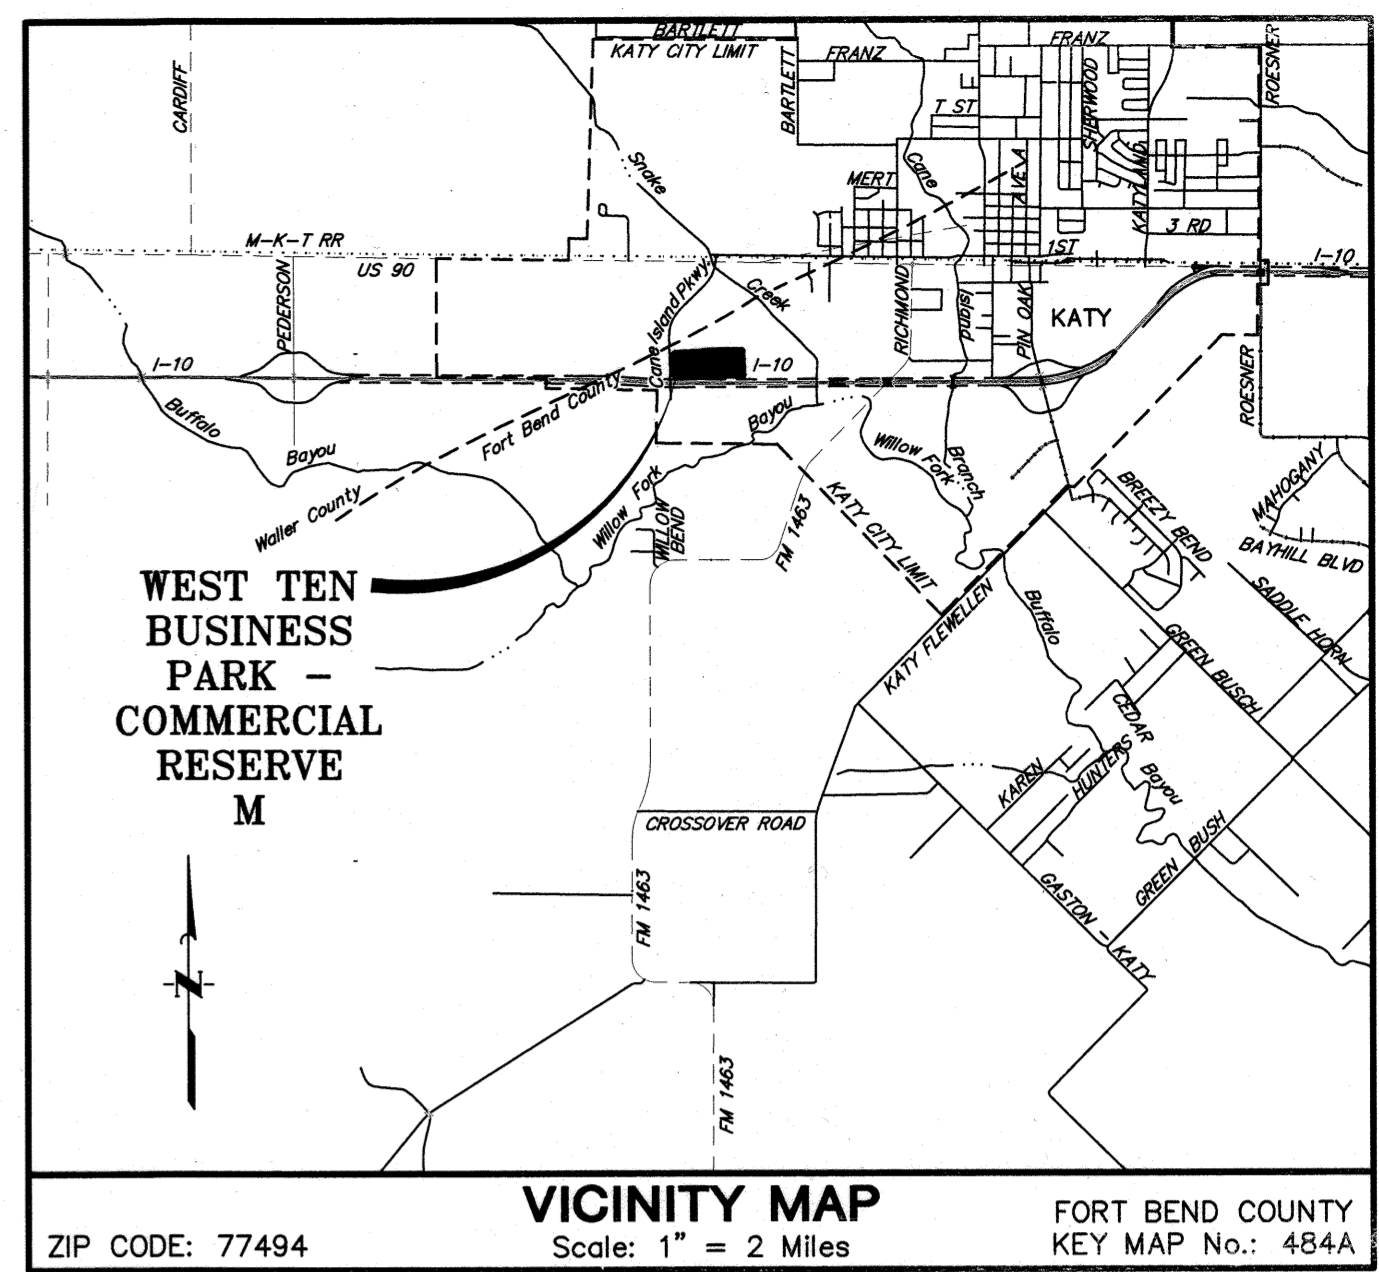 BARTLETT
KATY CITY LIMIT
BARTLETT
FRANZ
FRANZ
ROESNER
CARDIFF
SHERWOOD
T ST
Snake
Cane
MERT
AVE A
KATYLAND
3 RD
M-K-T RR
US 90
1ST
I-10
PEDERSON
Cane Island Pkwy.
Creek
RICHMOND
Island
PIN OAK
KATY
I-10
I-10
ROESNER
Buffalo
Bayou
Fort Bend County
Waller County
Bayou
Willow Fork
Branch
Willow Fork
WILLOW
BEND
FM 1463
KATY CITY LIMIT
BREEZY BEND
MAHOGANY
BAYHILL BLVD
SADDLE HORN
WEST TEN
BUSINESS
PARK -
COMMERCIAL
RESERVE
M
KATY FLEWELLEN
Buffalo
GREEN BUSCH
CEDAR
HUNTERS
KAREN
Bayou
CROSSOVER ROAD
GREEN BUSH
FM 1463
GASTON - KATY
N
FM 1463
VICINITY MAP
Scale: 1" = 2 Miles
ZIP CODE: 77494
FORT BEND COUNTY
KEY MAP No.: 484A